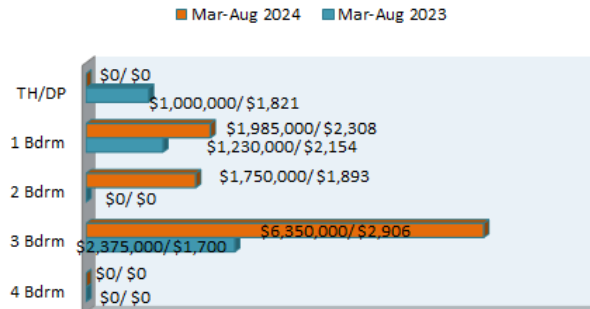 Mar-Aug 2024 Mar-Aug 2023
TH/DP
$0/ $0
$1,000,000/ $1,821
1 Bdrm
$1,985,000/ $2,308
$1,230,000/ $2,154
2 Bdrm
$1,750,000/ $1,893
$0/ $0
3 Bdrm
$6,350,000/ $2,906
$2,375,000/ $1,700
4 Bdrm
$0/ $0
$0/ $0